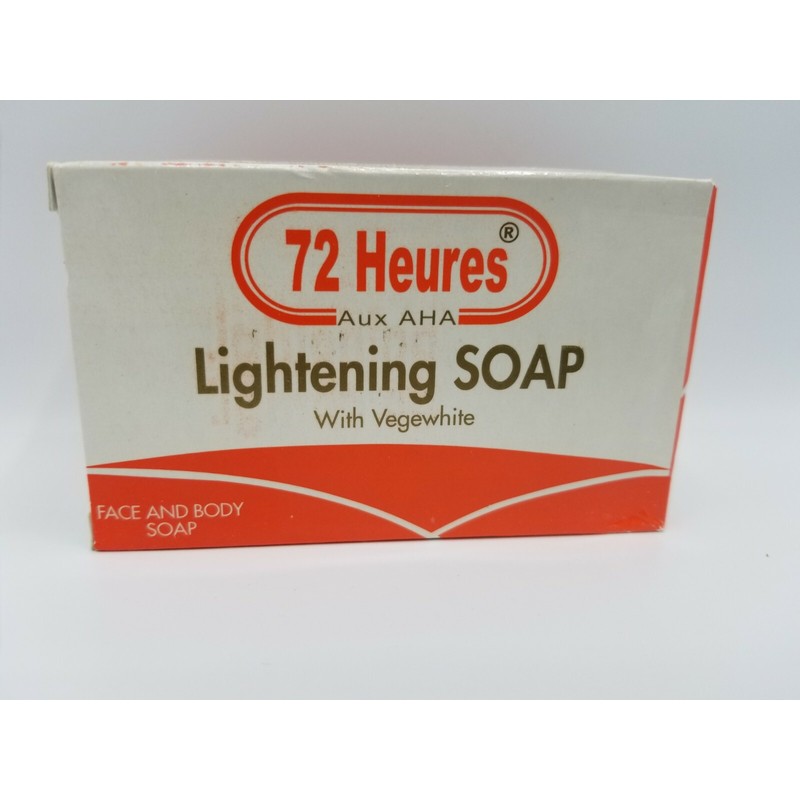 72 Heures®
Aux AHA
Lightening SOAP
With Vegewhite
FACE AND BODY
SOAP